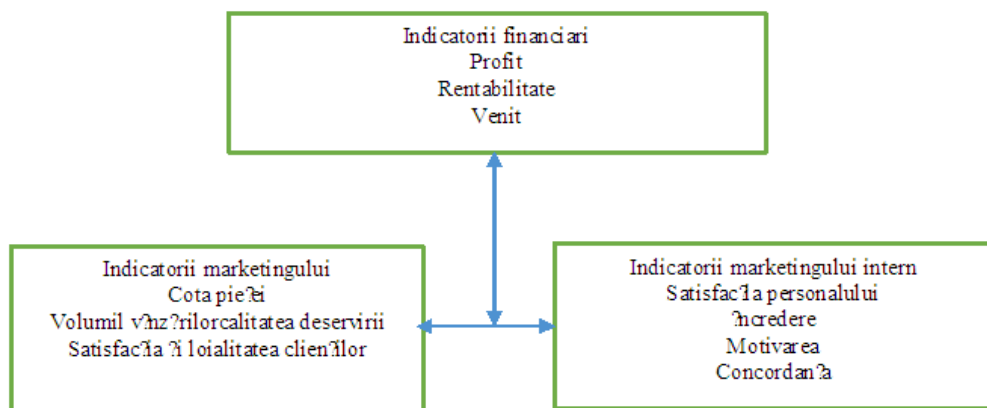 Indicatorii financiari
Profit
Rentabilitate
Venit
Indicatorii marketingului
Cota pie?ei
Volumil v?nz?rilorcalitatea deservirii
Satisfac?ia ?i loialitatea clien?ilor
Indicatorii marketingului intern
Satisfac?ia personalului
?ncredere
Motivarea
Concordan?a